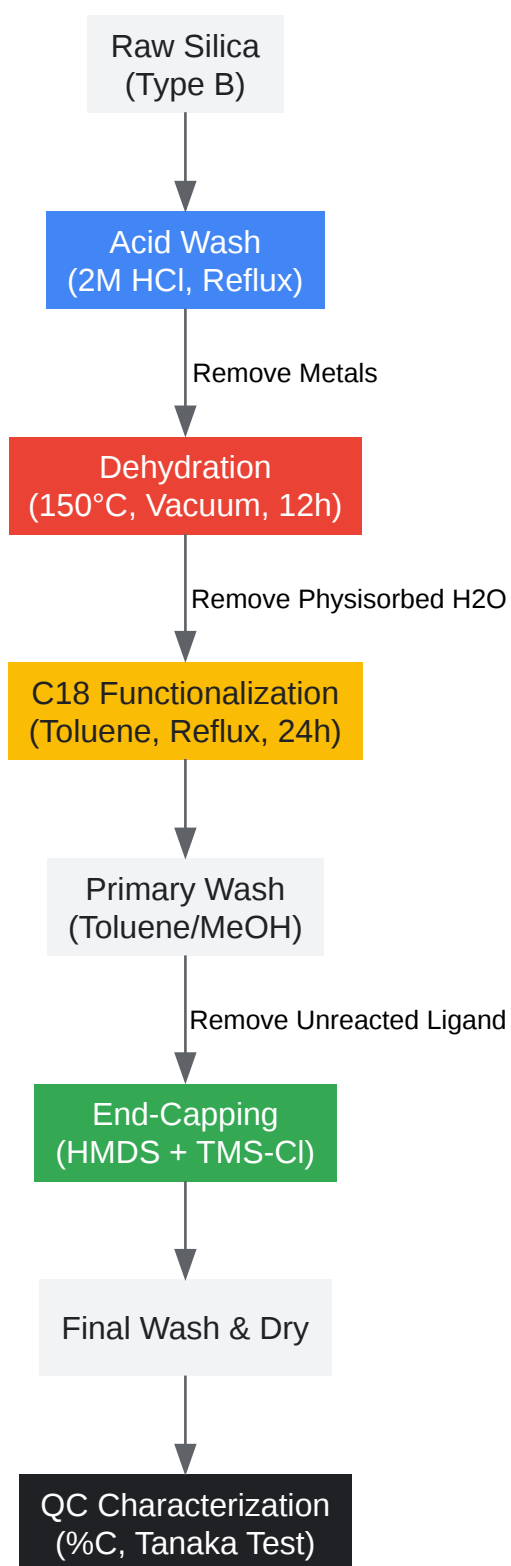 Raw Silica
(Type B)
Acid Wash
(2M HCl, Reflux)
Remove Metals
Dehydration
(150°C, Vacuum, 12h)
Remove Physisorbed H2O
C18 Functionalization
(Toluene, Reflux, 24h)
Primary Wash
(Toluene/MeOH)
Remove Unreacted Ligand
End-Capping
(HMDS + TMS-Cl)
Final Wash & Dry
QC Characterization
(%C, Tanaka Test)